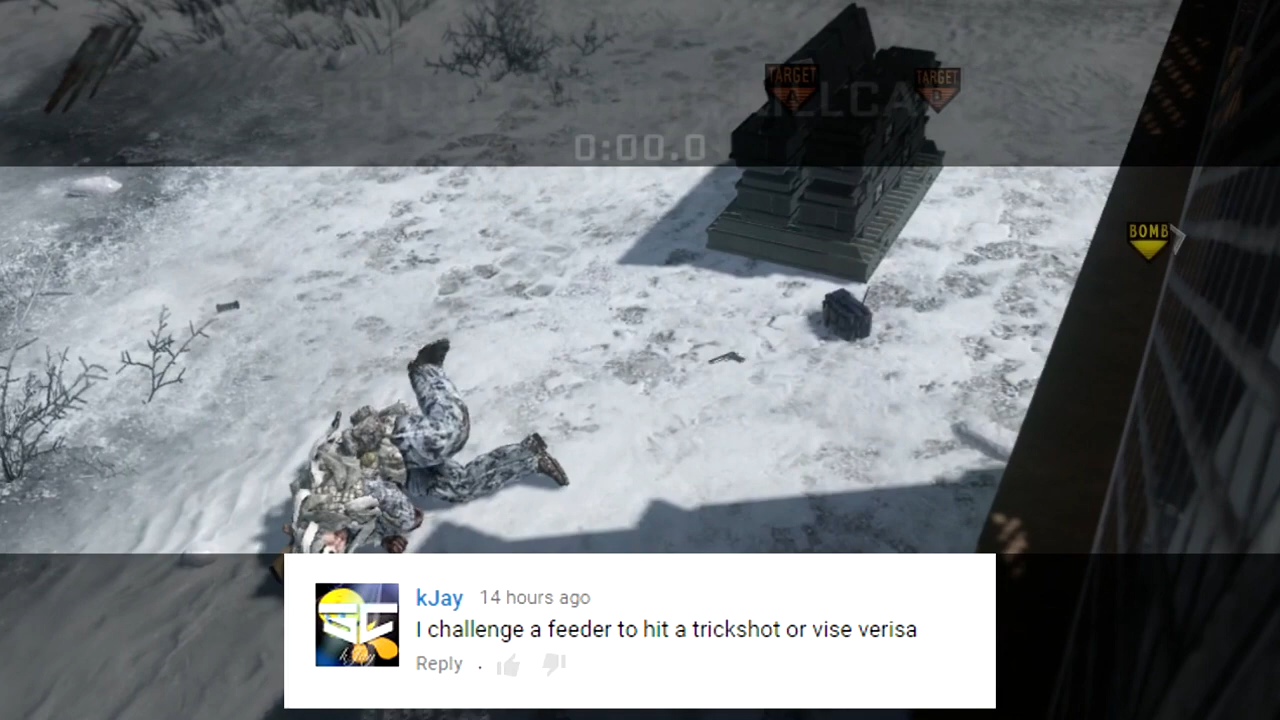 TARGET
A
TARGET
B
0:00.0
BOMB
kJay 14 hours ago
I challenge a feeder to hit a trickshot or vise verisa
Reply .